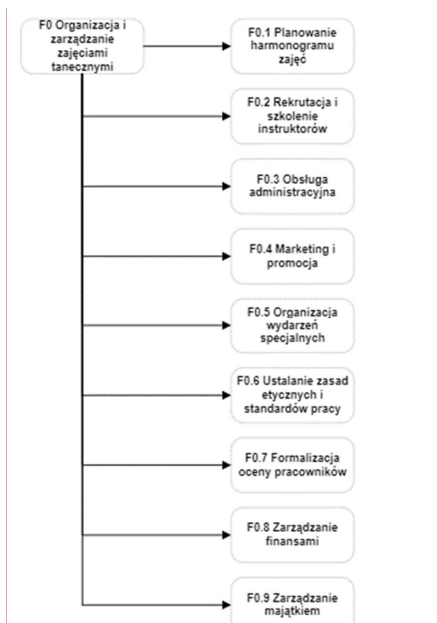 F0 Organizacja i
zarządzanie
zajęciami
tanecznymi
F0.1 Planowanie
harmonogramu
zajęć
F0.2 Rekrutacja i
szkolenie
instruktorów
F0.3 Obsługa
administracyjna
F0.4 Marketing i
promocja
F0.5 Organizacja
wydarzeń
specjalnych
F0.6 Ustalanie zasad
etycznych i
standardów pracy
F0.7 Formalizacja
oceny pracowników
F0.8 Zarządzanie
finansami
F0.9 Zarządzanie
majątkiem